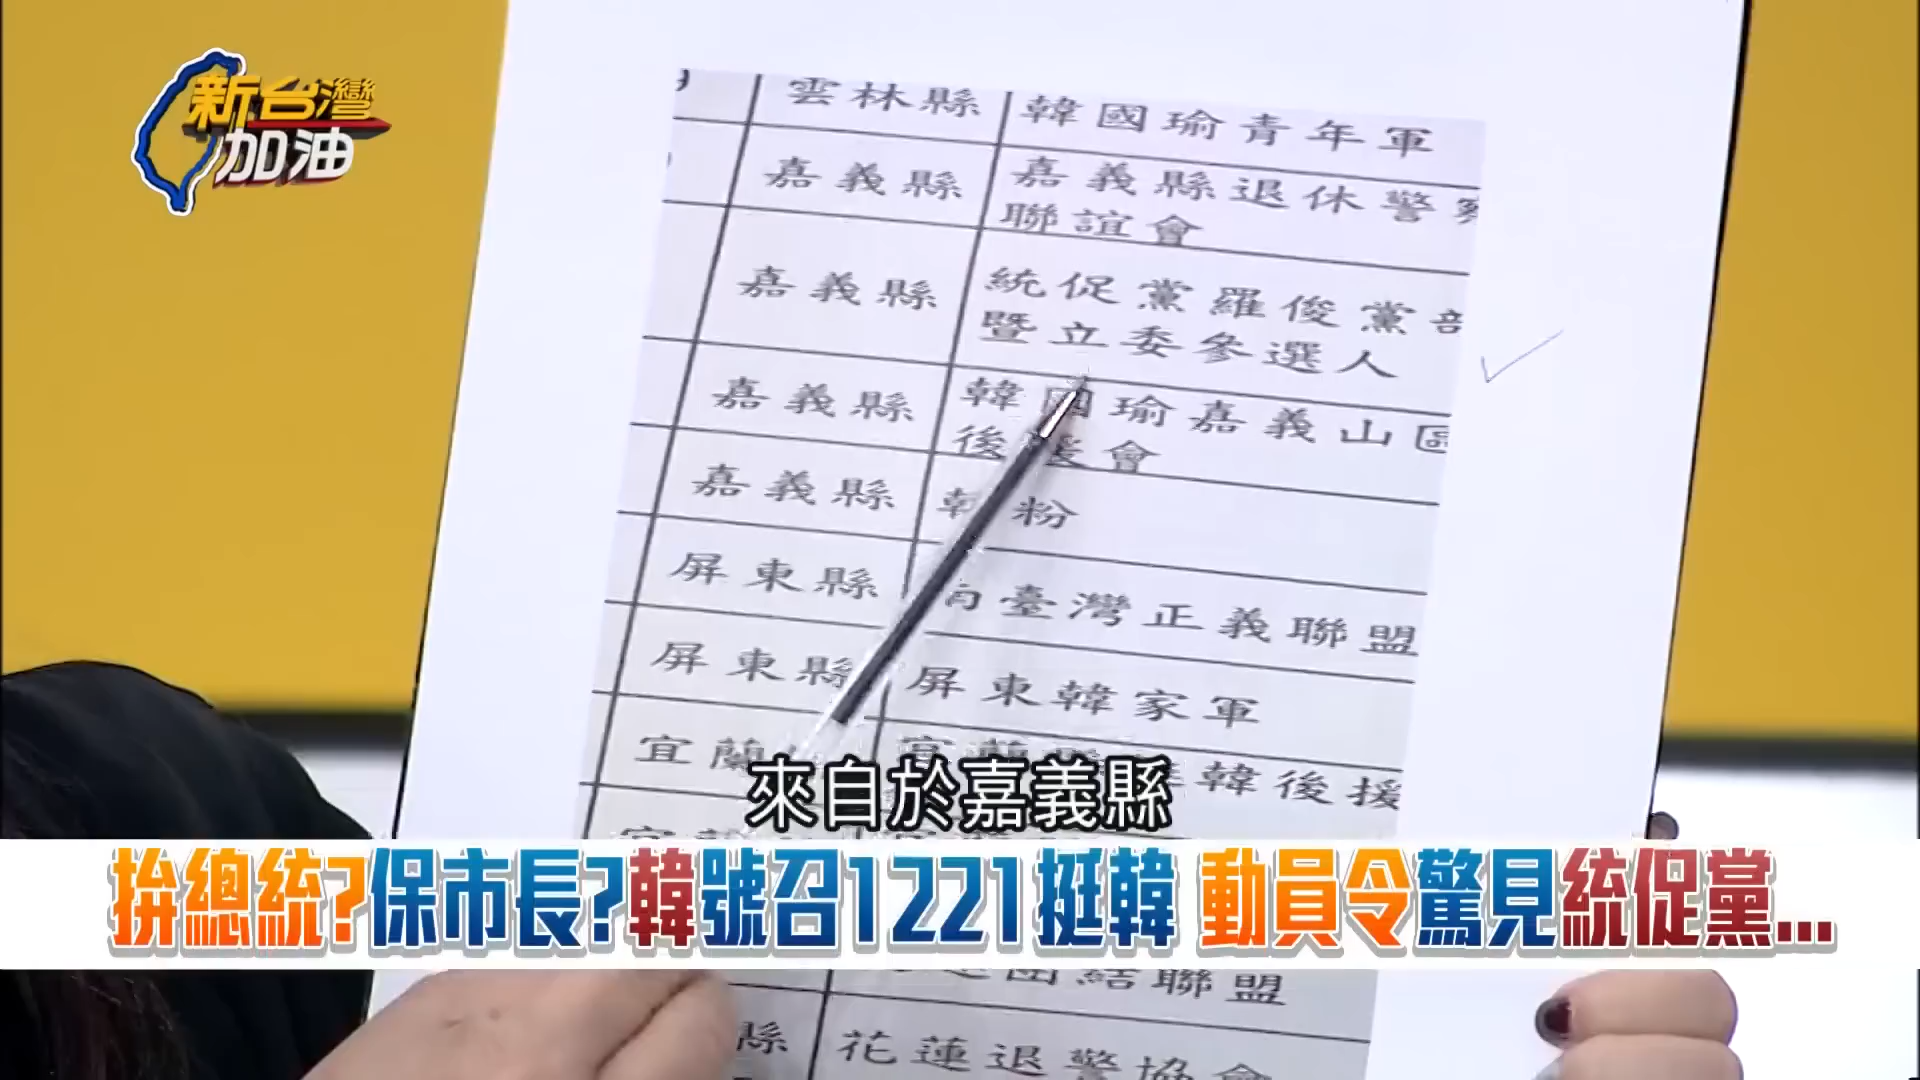 新台灣
加油
雲林縣 韓國瑜青年軍
嘉義縣 嘉義縣退休警察
聯誼會
嘉義縣 統促黨羅俊黨部
暨立委參選人
嘉義縣 韓國瑜嘉義山區
後援會
嘉義縣 韓粉
屏東縣 南臺灣正義聯盟
屏東縣 屏東韓家軍
宜蘭 韓後援
來自於嘉義縣
拚總統?保市長?韓號召1221挺韓 動員令驚見統促黨...
團結聯盟
縣 花蓮退警協會